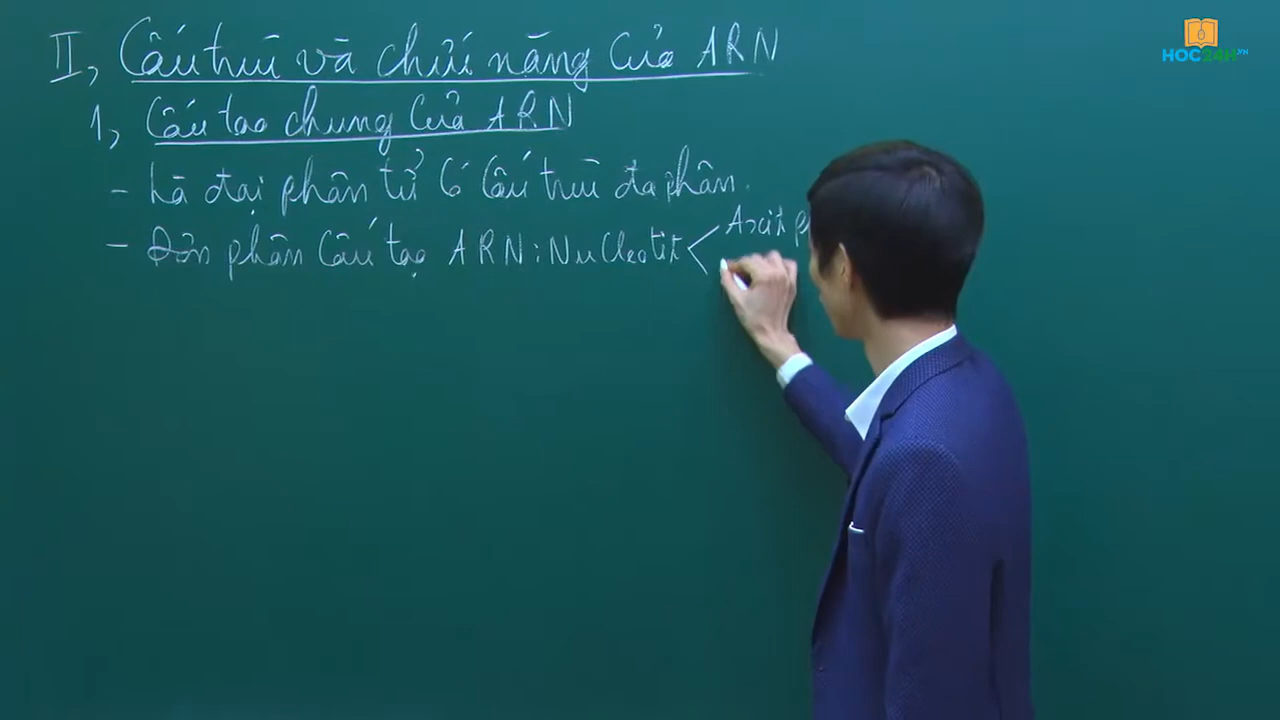 II, Cấu trúc và chức năng của ARN
1, Cấu tạo chung của ARN
- Là đại phân tử có cấu trúc đa phân.
- Đơn phân cấu tạo ARN : Nucleotit < Axit p
HOC24H.VN